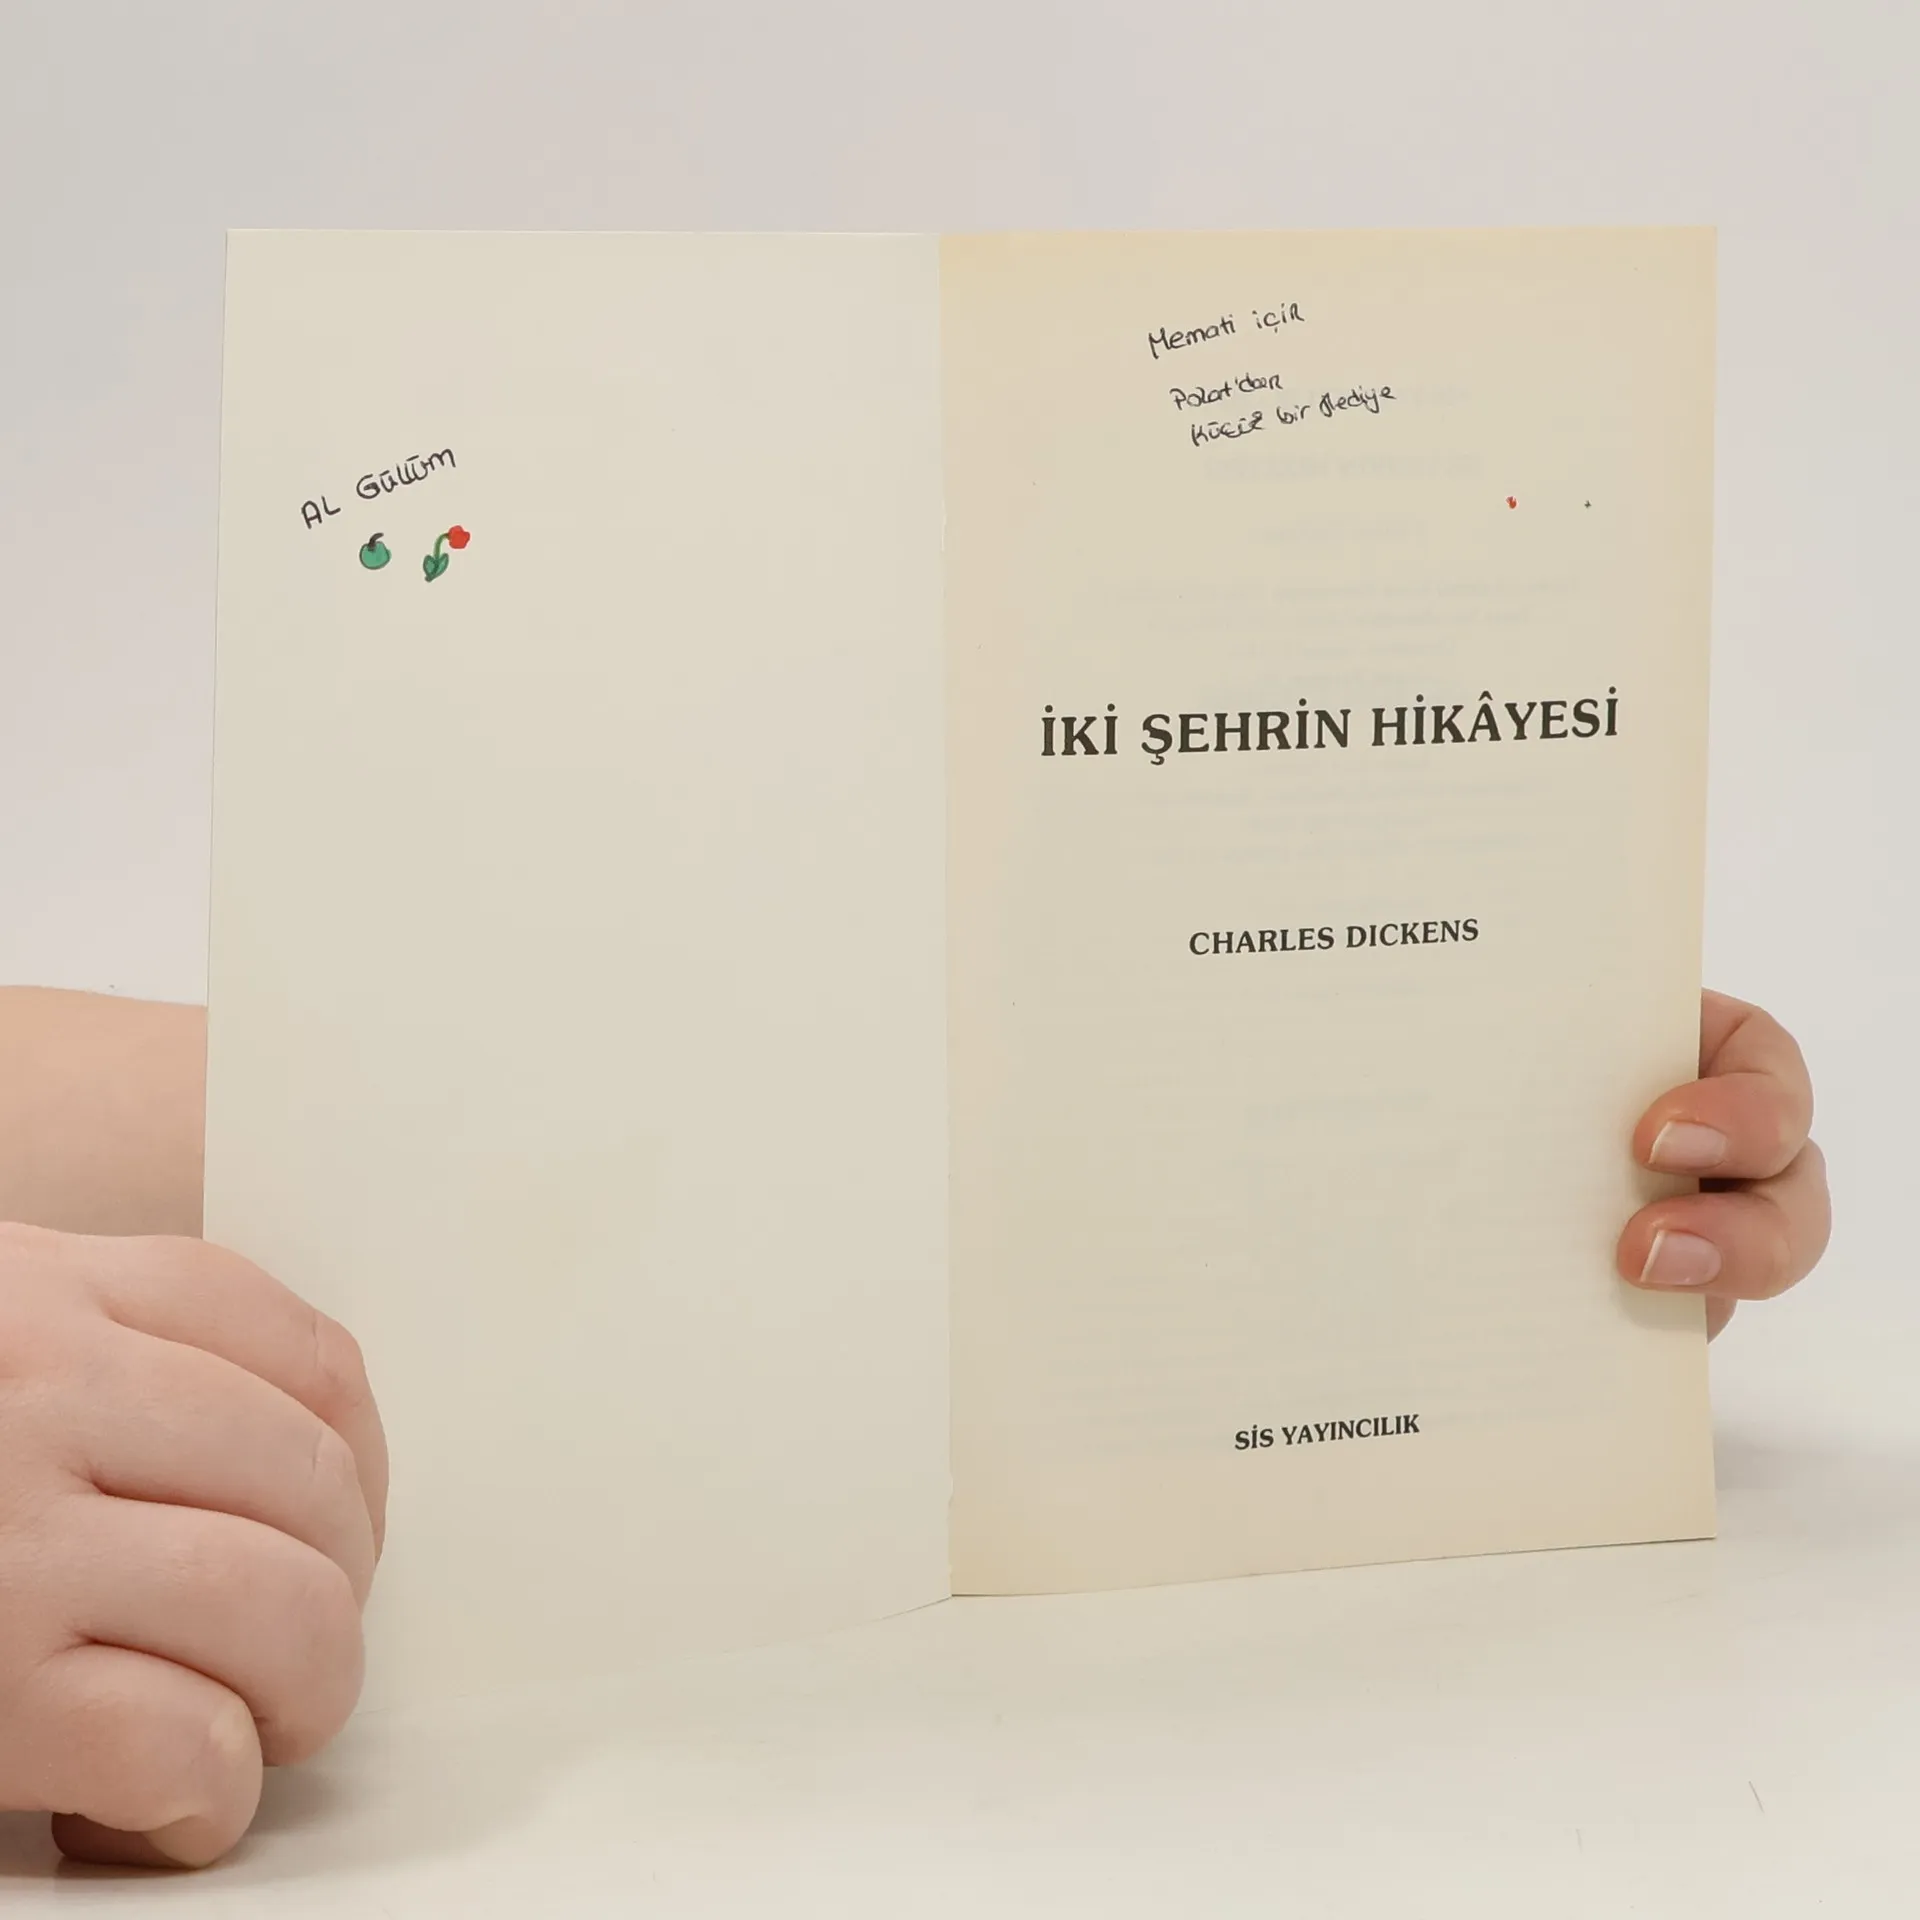 AL GÜLÜM
Memati için
Polat'dan
Küçük bir Hediye
İKİ ŞEHRİN HİKÂYESİ
CHARLES DICKENS
SİS YAYINCILIK